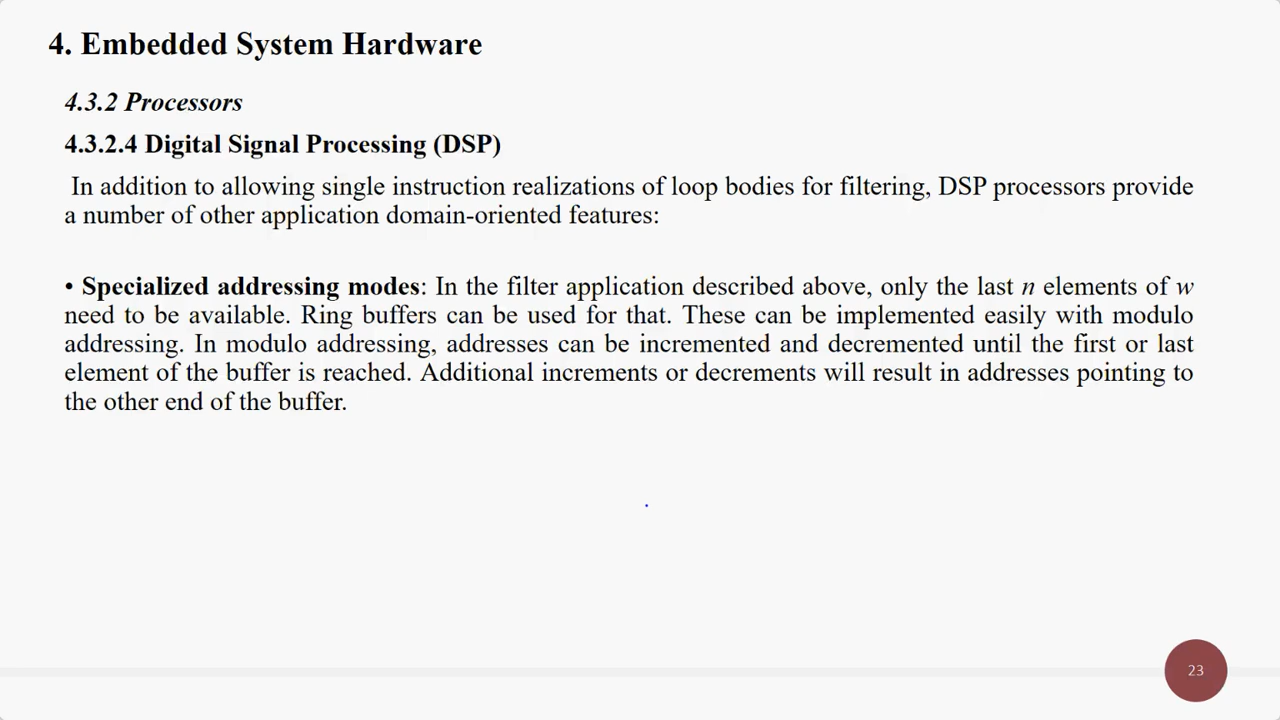 4. Embedded System Hardware
4.3.2 Processors
4.3.2.4 Digital Signal Processing (DSP)
In addition to allowing single instruction realizations of loop bodies for filtering, DSP processors provide
a number of other application domain-oriented features:
• Specialized addressing modes: In the filter application described above, only the last n elements of w
need to be available. Ring buffers can be used for that. These can be implemented easily with modulo
addressing. In modulo addressing, addresses can be incremented and decremented until the first or last
element of the buffer is reached. Additional increments or decrements will result in addresses pointing to
the other end of the buffer.
23